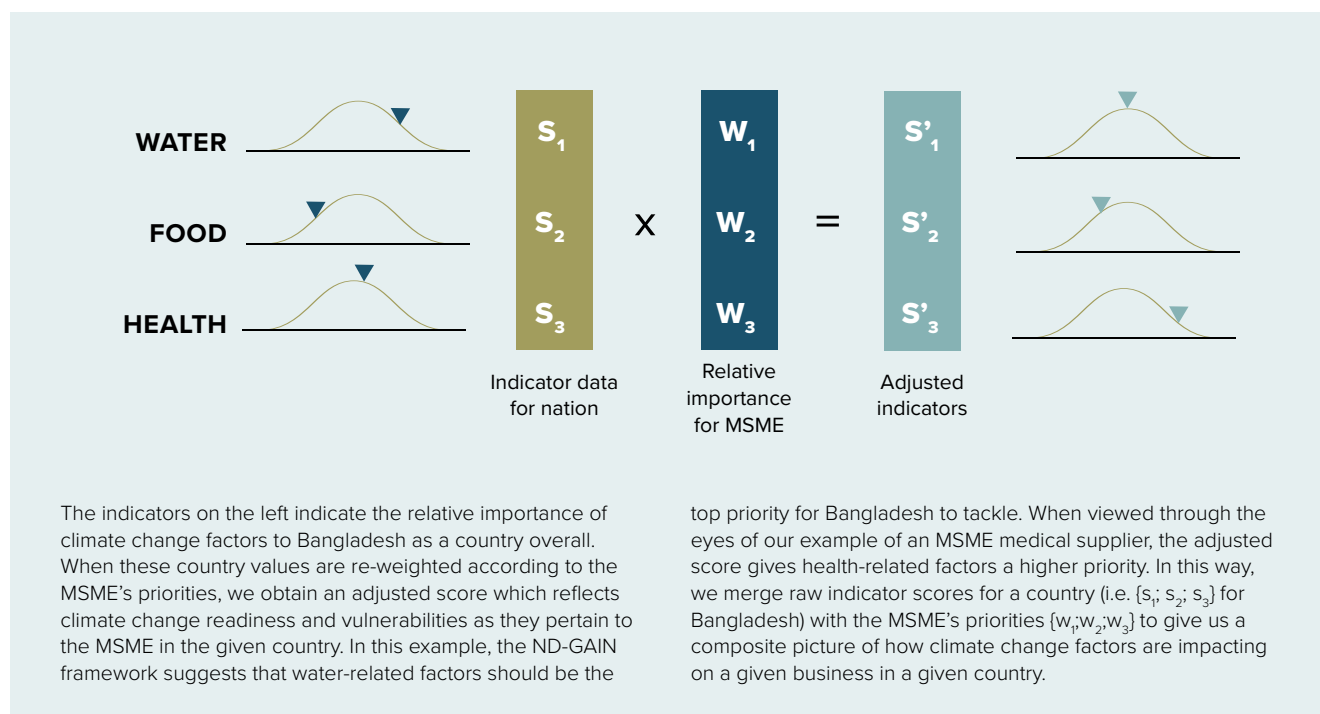 WATER
FOOD
HEALTH
S₁
S₂
S₃
x
W₁
W₂
W₃
=
S'₁
S'₂
S'₃
Indicator data
for nation
Relative
importance
for MSME
Adjusted
indicators
The indicators on the left indicate the relative importance of
climate change factors to Bangladesh as a country overall.
When these country values are re-weighted according to the
MSME's priorities, we obtain an adjusted score which reflects
climate change readiness and vulnerabilities as they pertain to
the MSME in the given country. In this example, the ND-GAIN
framework suggests that water-related factors should be the
top priority for Bangladesh to tackle. When viewed through the
eyes of our example of an MSME medical supplier, the adjusted
score gives health-related factors a higher priority. In this way,
we merge raw indicator scores for a country (i.e. {s₁; s₂; s₃} for
Bangladesh) with the MSME's priorities {w₁;w₂;w₃} to give us a
composite picture of how climate change factors are impacting
on a given business in a given country.